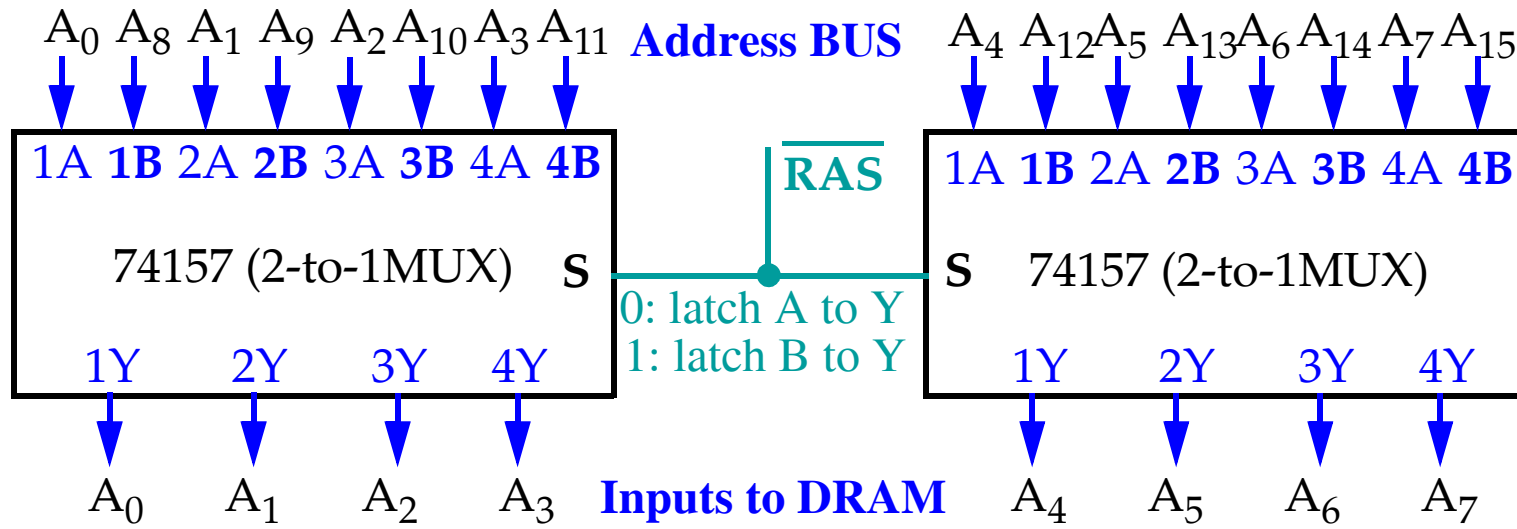 A0 A8 A1 A9 A2 A10 A3 A11 Address BUS A4 A12 A5 A13 A6 A14 A7 A15
1A 1B 2A 2B 3A 3B 4A 4B RAS 1A 1B 2A 2B 3A 3B 4A 4B
74157 (2-to-1MUX) S S 74157 (2-to-1MUX)
0: latch A to Y
1: latch B to Y
1Y 2Y 3Y 4Y 1Y 2Y 3Y 4Y
A0 A1 A2 A3 Inputs to DRAM A4 A5 A6 A7